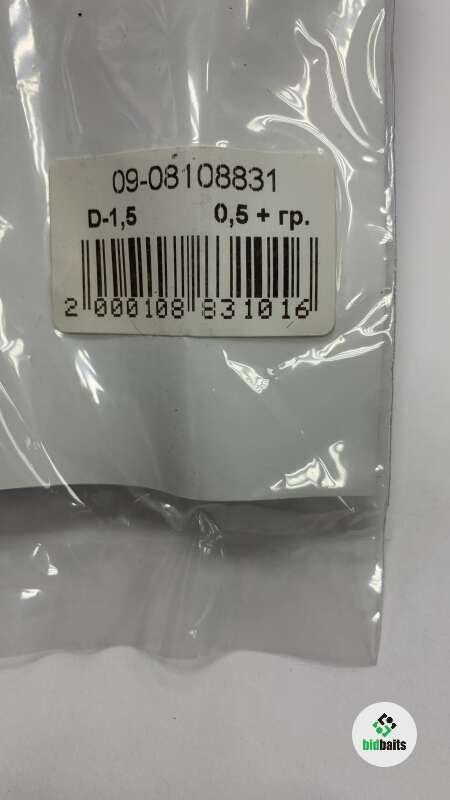 09-08108831
D-1,5 0,5 + гр.
2 000108 831016
bidbaits